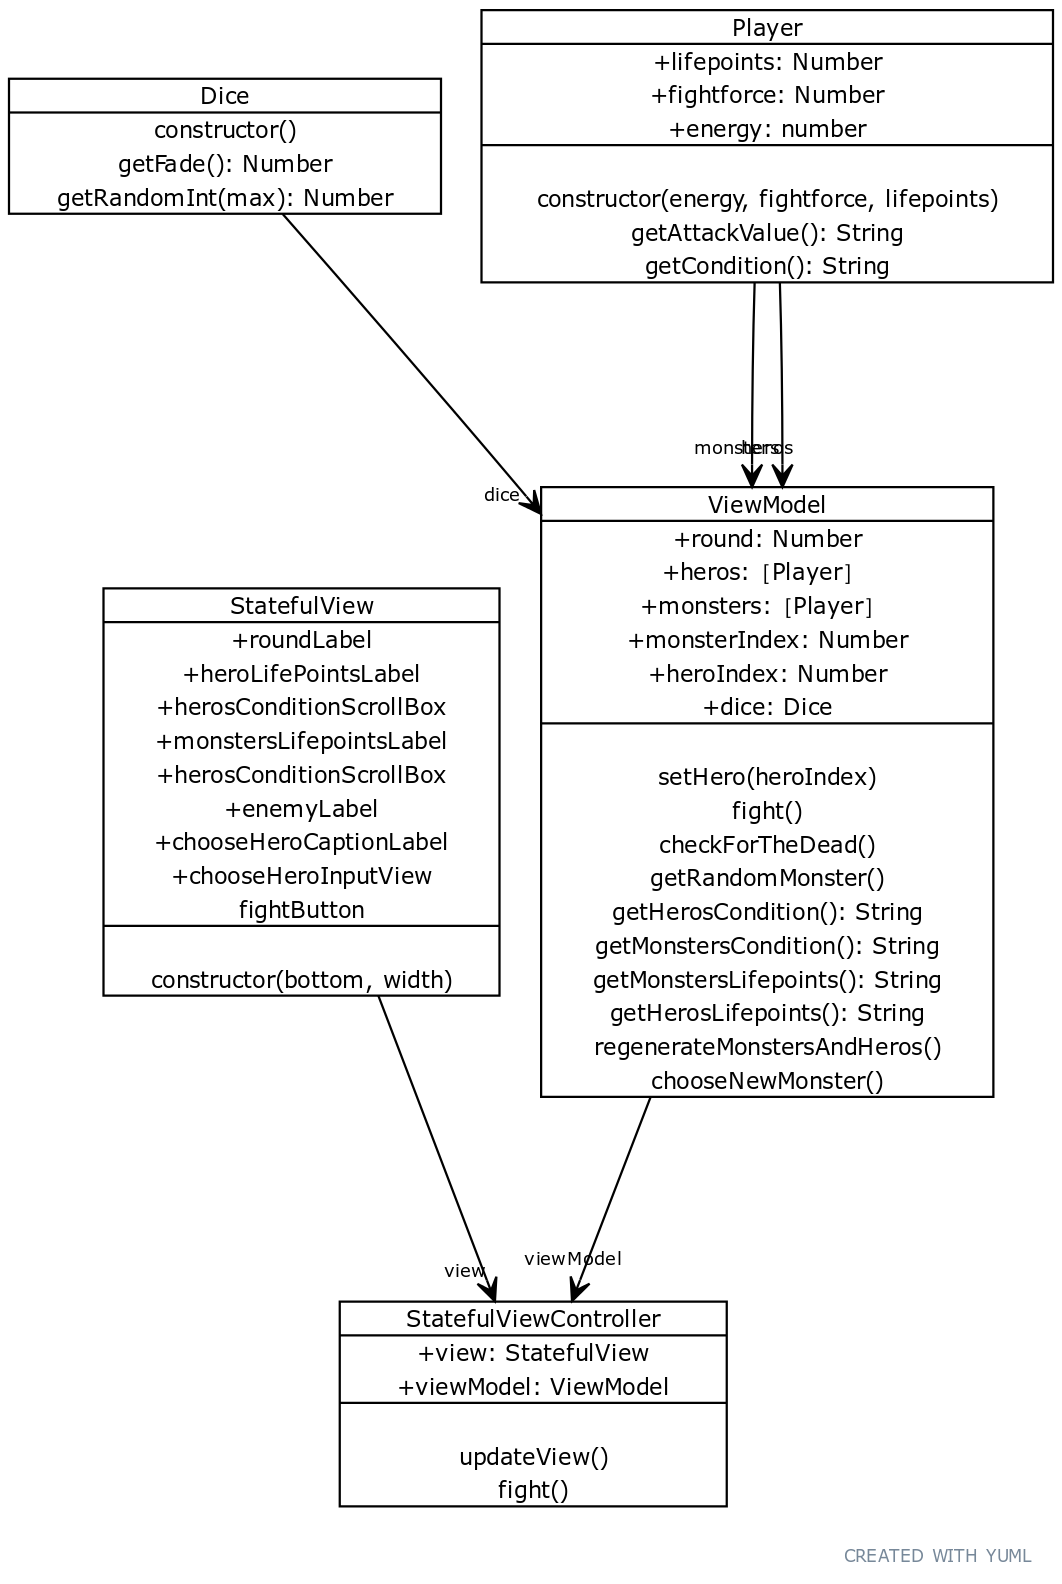 Player
+lifepoints: Number
+fightforce: Number
+energy: number
constructor(energy, fightforce, lifepoints)
getAttackValue(): String
getCondition(): String
Dice
constructor()
getFade(): Number
getRandomInt(max): Number
monsters
heros
dice
ViewModel
+round: Number
+heros: [Player]
+monsters: [Player]
+monsterIndex: Number
+heroIndex: Number
+dice: Dice
setHero(heroIndex)
fight()
checkForTheDead()
getRandomMonster()
getHerosCondition(): String
getMonstersCondition(): String
getMonstersLifepoints(): String
getHerosLifepoints(): String
regenerateMonstersAndHeros()
chooseNewMonster()
StatefulView
+roundLabel
+heroLifePointsLabel
+herosConditionScrollBox
+monstersLifepointsLabel
+herosConditionScrollBox
+enemyLabel
+chooseHeroCaptionLabel
+chooseHeroInputView
fightButton
constructor(bottom, width)
view
viewModel
StatefulViewController
+view: StatefulView
+viewModel: ViewModel
updateView()
fight()
CREATED WITH YUML